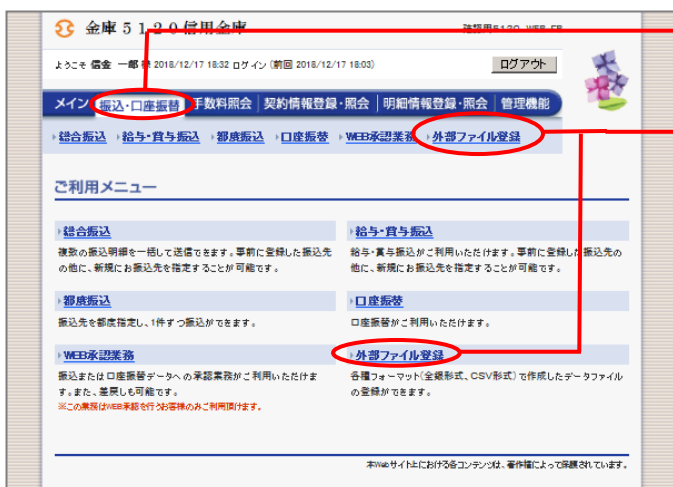 金庫５１２０信用金庫
確認用5120 WEB-FB
ようこそ 信金 一郎 様 2018/12/17 18:32 ログイン (前回 2018/12/17 18:03)
ログアウト
メイン 振込・口座振替 手数料照会 契約情報登録・照会 明細情報登録・照会 管理機能
総合振込 給与・賞与振込 都度振込 口座振替 WEB承認業務 外部ファイル登録
ご利用メニュー
総合振込
複数の振込明細を一括して送信できます。事前に登録した振込先
の他に、新規にお振込先を指定することが可能です。
給与・賞与振込
給与・賞与振込がご利用いただけます。事前に登録した振込先の
他に、新規にお振込先を指定することが可能です。
都度振込
振込先を都度指定し、1件ずつ振込ができます。
口座振替
口座振替がご利用いただけます。
WEB承認業務
振込または口座振替データへの承認業務がご利用いただけま
す。また、差戻しも可能です。
※この業務はWEB承認を行うお客様のみご利用頂けます。
外部ファイル登録
各種フォーマット(全銀形式、CSV形式)で作成したデータファイル
の登録ができます。
本Webサイト上における各コンテンツは、著作権によって保護されています。